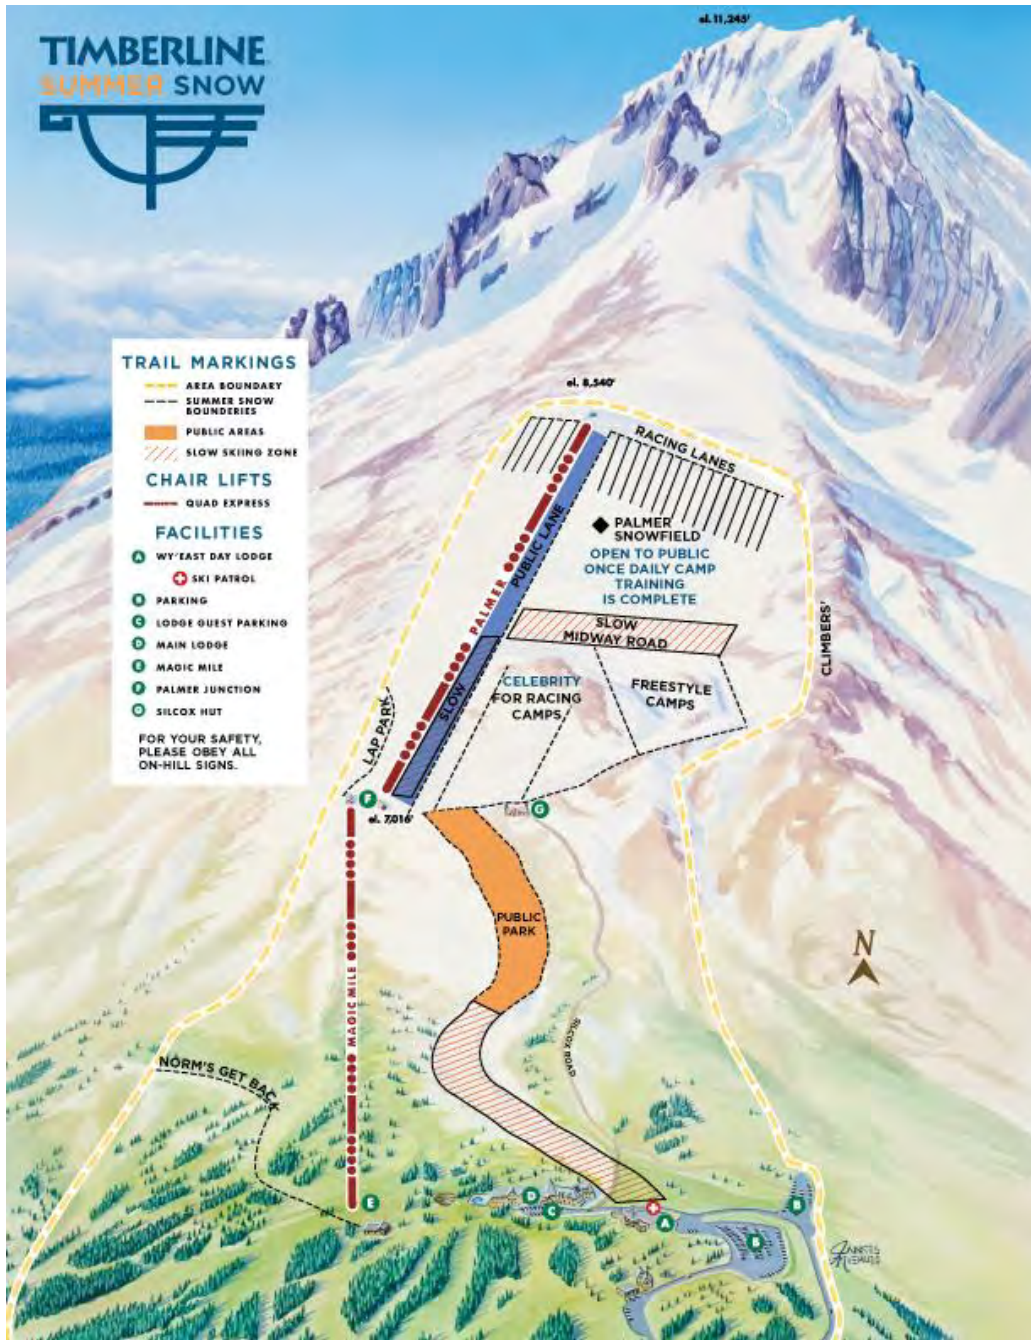 el. 11,245'
TIMBERLINE
SUMMER SNOW
TRAIL MARKINGS
AREA BOUNDARY
SUMMER SNOW
BOUNDERIES
PUBLIC AREAS
SLOW SKIING ZONE
CHAIR LIFTS
QUAD EXPRESS
FACILITIES
A WY'EAST DAY LODGE
SKI PATROL
B PARKING
C LODGE GUEST PARKING
D MAIN LODGE
E MAGIC MILE
F PALMER JUNCTION
G SILCOX HUT
FOR YOUR SAFETY,
PLEASE OBEY ALL
ON-HILL SIGNS.
el. 8,540'
RACING LANES
PUBLIC LANE
PALMER
PALMER
SNOWFIELD
OPEN TO PUBLIC
ONCE DAILY CAMP
TRAINING
IS COMPLETE
SLOW
MIDWAY ROAD
CLIMBERS'
SLOW
CELEBRITY
FOR RACING
CAMPS
FREESTYLE
CAMPS
LAP PARK
F
G
el. 7,016'
PUBLIC
PARK
N
MAGIC MILE
SILCOX ROAD
NORM'S GET BACK
E
D
C
A
B
B